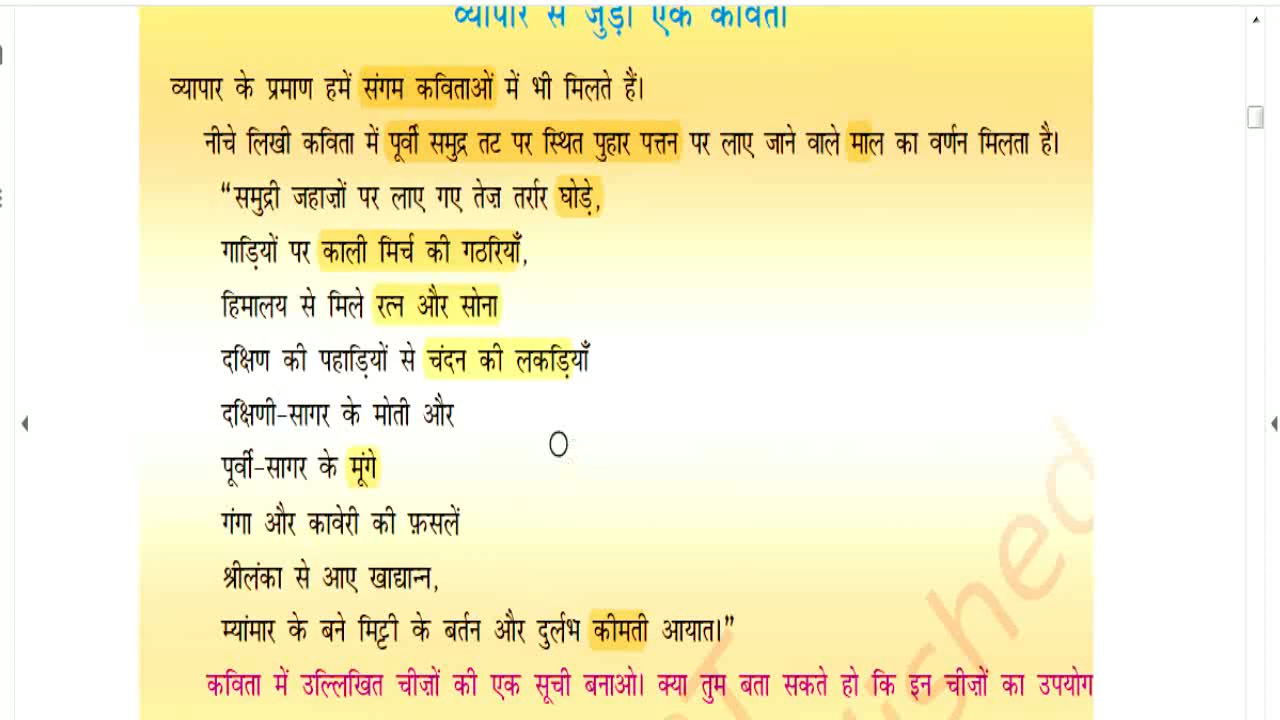 व्यापार से जुड़ी एक कविता
व्यापार के प्रमाण हमें संगम कविताओं में भी मिलते हैं।
नीचे लिखी कविता में पूर्वी समुद्र तट पर स्थित पुहार पत्तन पर लाए जाने वाले माल का वर्णन मिलता है।
“समुद्री जहाज़ों पर लाए गए तेज़ तर्रार घोड़े,
गाड़ियों पर काली मिर्च की गठरियाँ,
हिमालय से मिले रत्न और सोना
दक्षिण की पहाड़ियों से चंदन की लकड़ियाँ
दक्षिणी-सागर के मोती और
पूर्वी-सागर के मूंगे
गंगा और कावेरी की फ़सलें
श्रीलंका से आए खाद्यान्न,
म्यांमार के बने मिट्टी के बर्तन और दुर्लभ कीमती आयात।”
कविता में उल्लिखित चीज़ों की एक सूची बनाओ। क्या तुम बता सकते हो कि इन चीज़ों का उपयोग